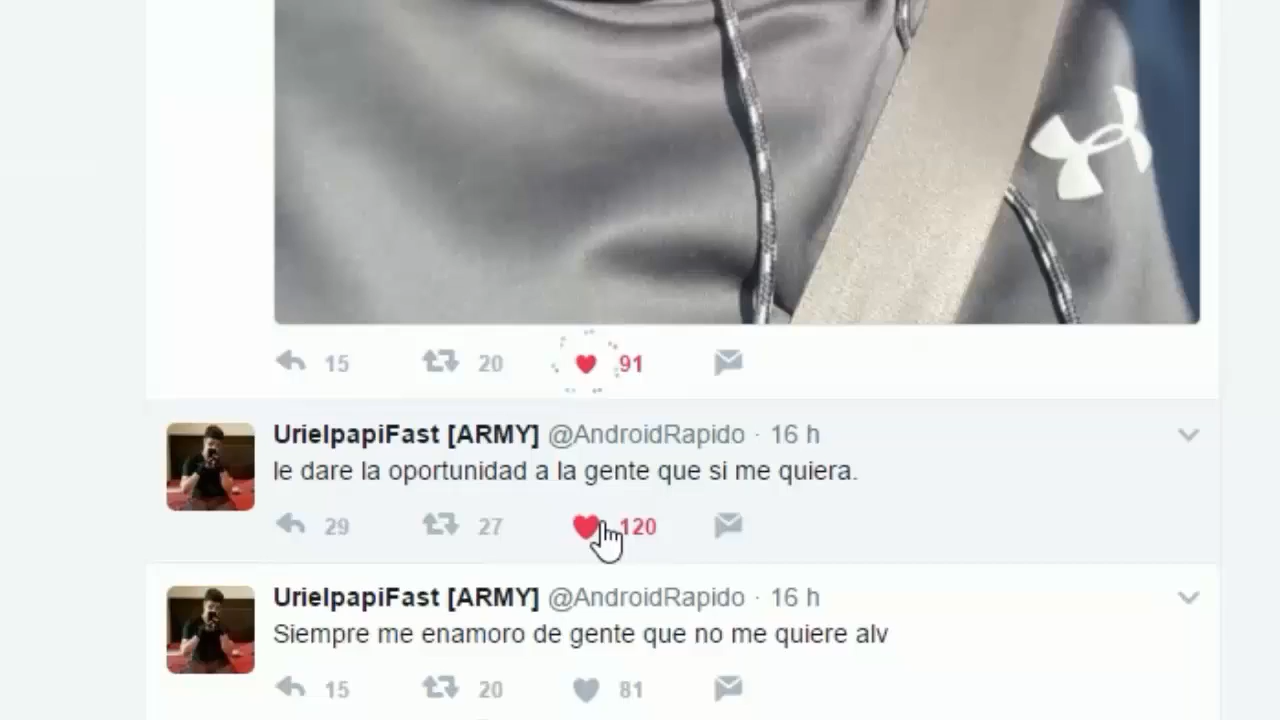 15 20 91
UrielpapiFast [ARMY] @AndroidRapido · 16 h
le dare la oportunidad a la gente que si me quiera.
29 27 120
UrielpapiFast [ARMY] @AndroidRapido · 16 h
Siempre me enamoro de gente que no me quiere alv
15 20 81